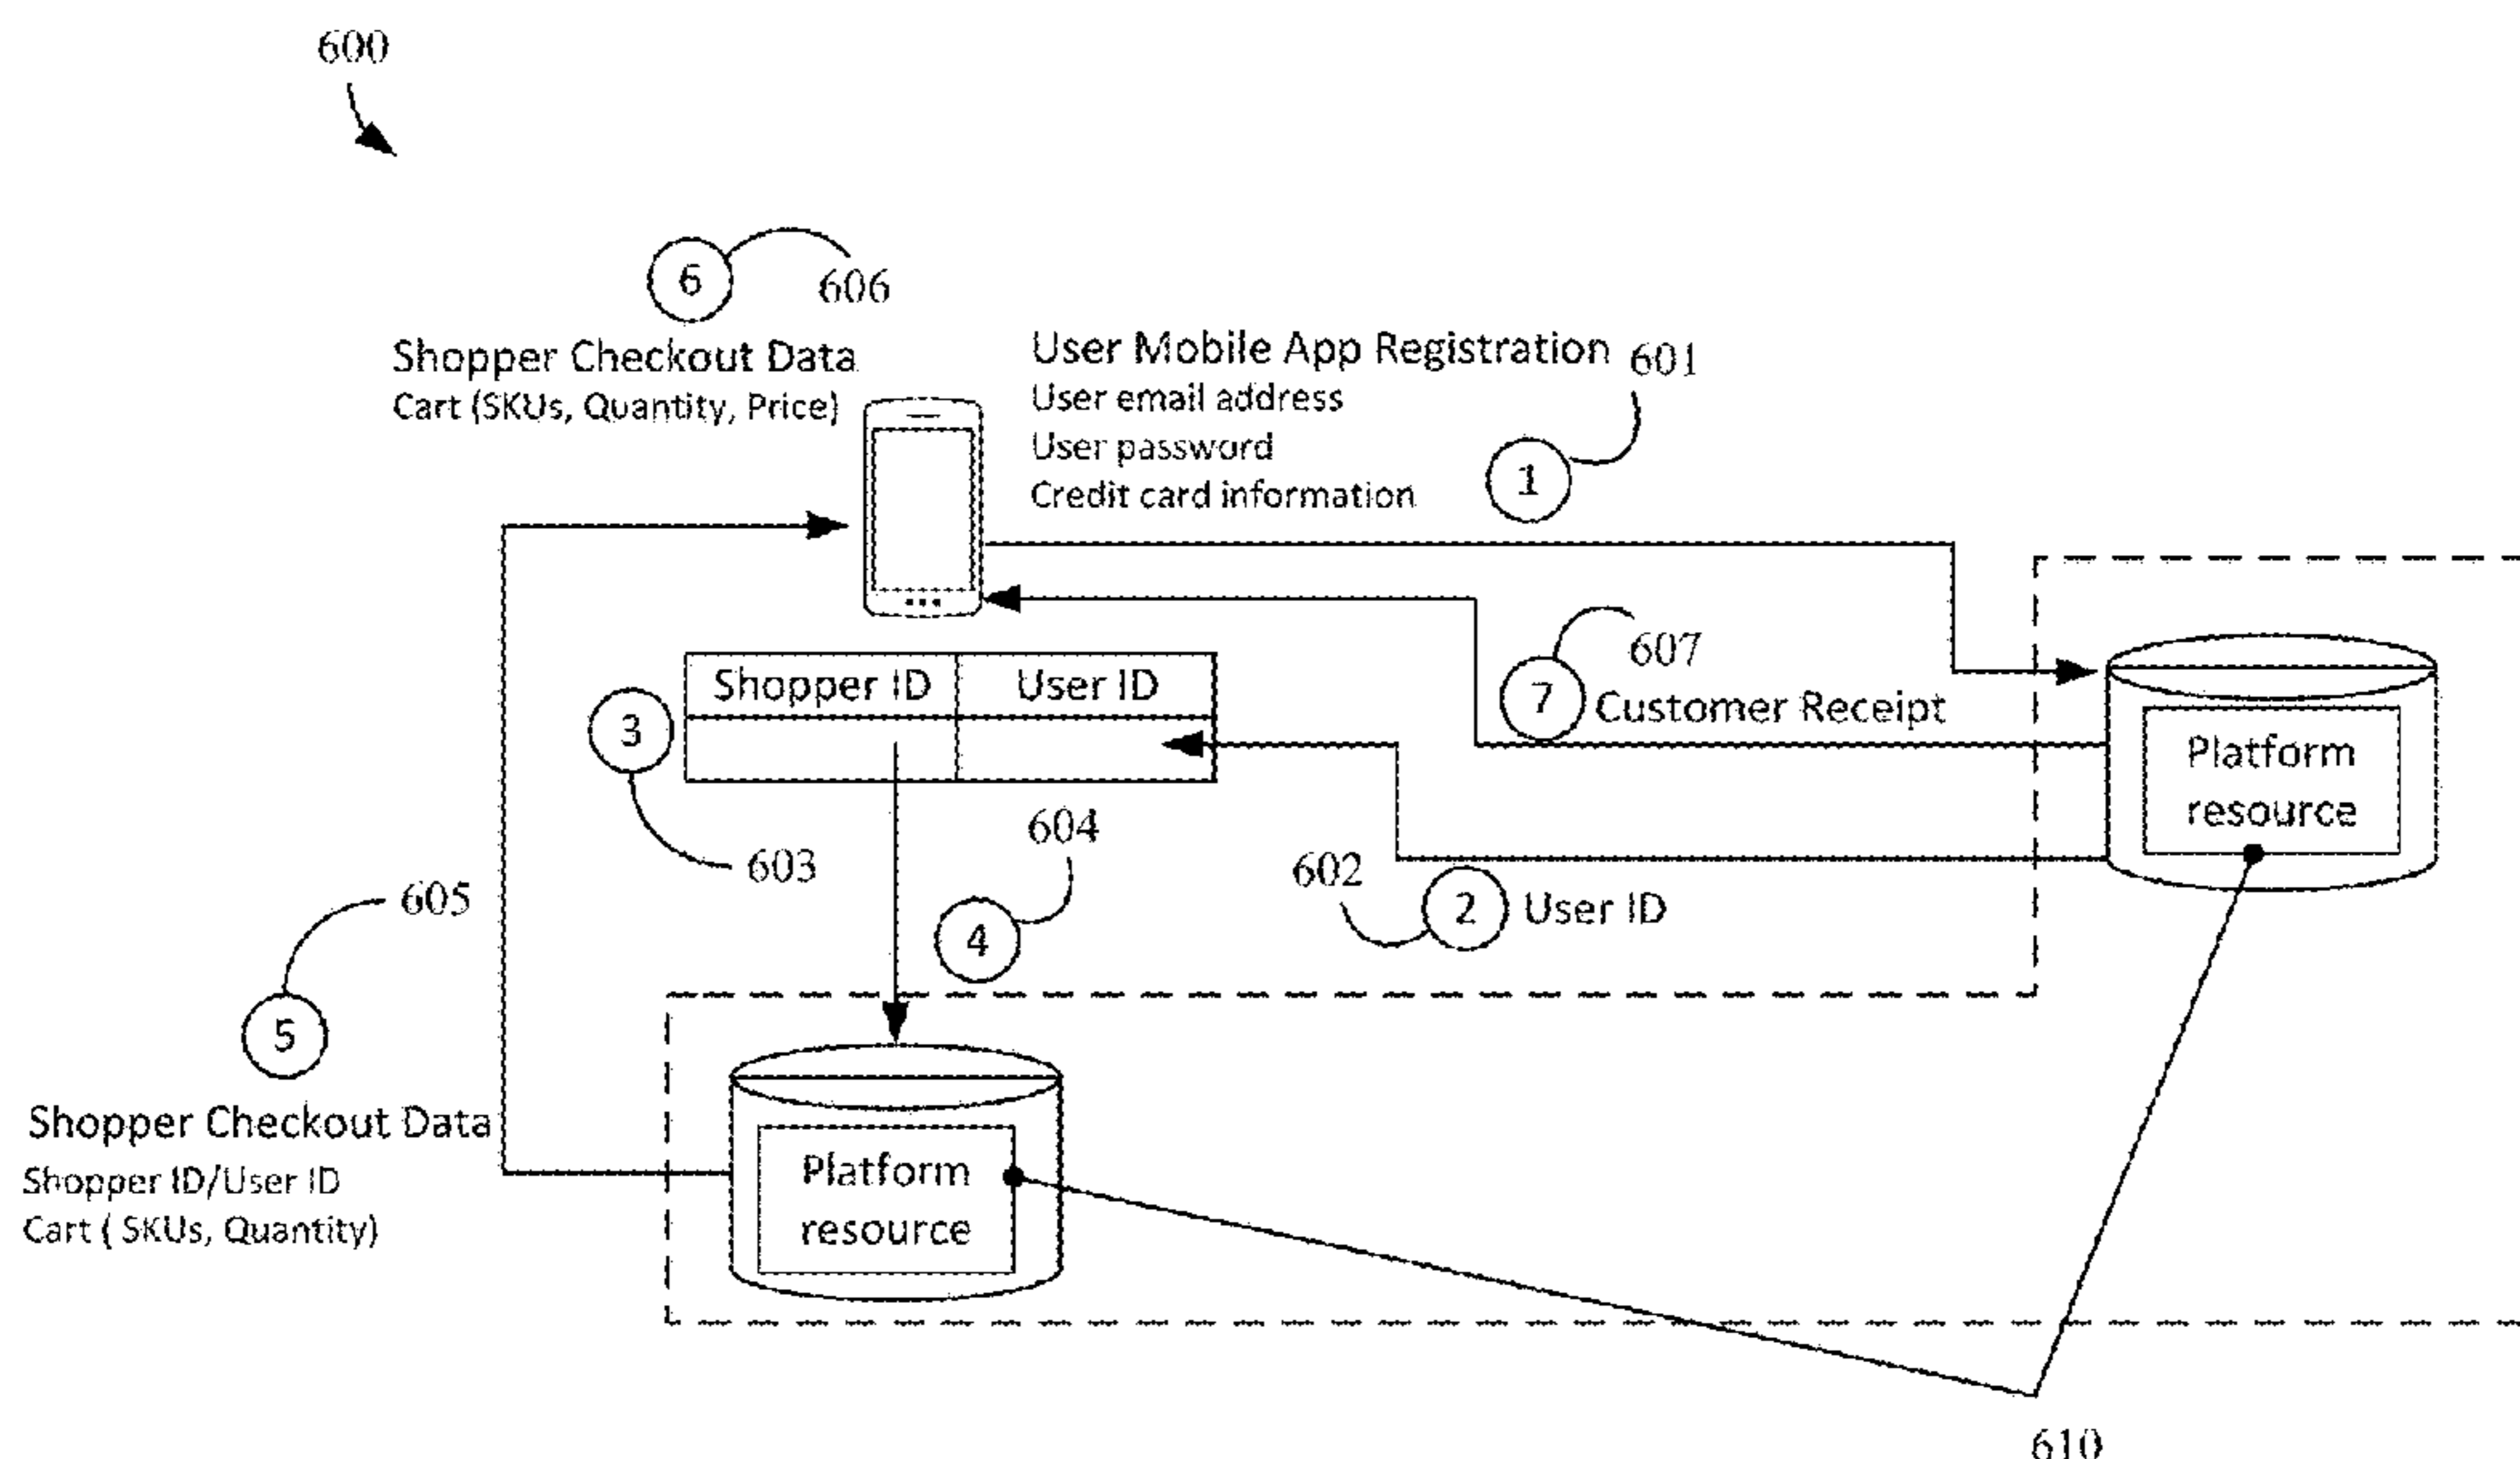 600
6
606
Shopper Checkout Data
Cart (SKUs, Quantity, Price)
User Mobile App Registration
601
User email address
User password
Credit card information
1
607
7
Customer Receipt
Shopper ID
User ID
3
603
604
4
602
2
User ID
Platform
resource
605
5
Shopper Checkout Data
Shopper ID/User ID
Cart ( SKUs, Quantity)
Platform
resource
610